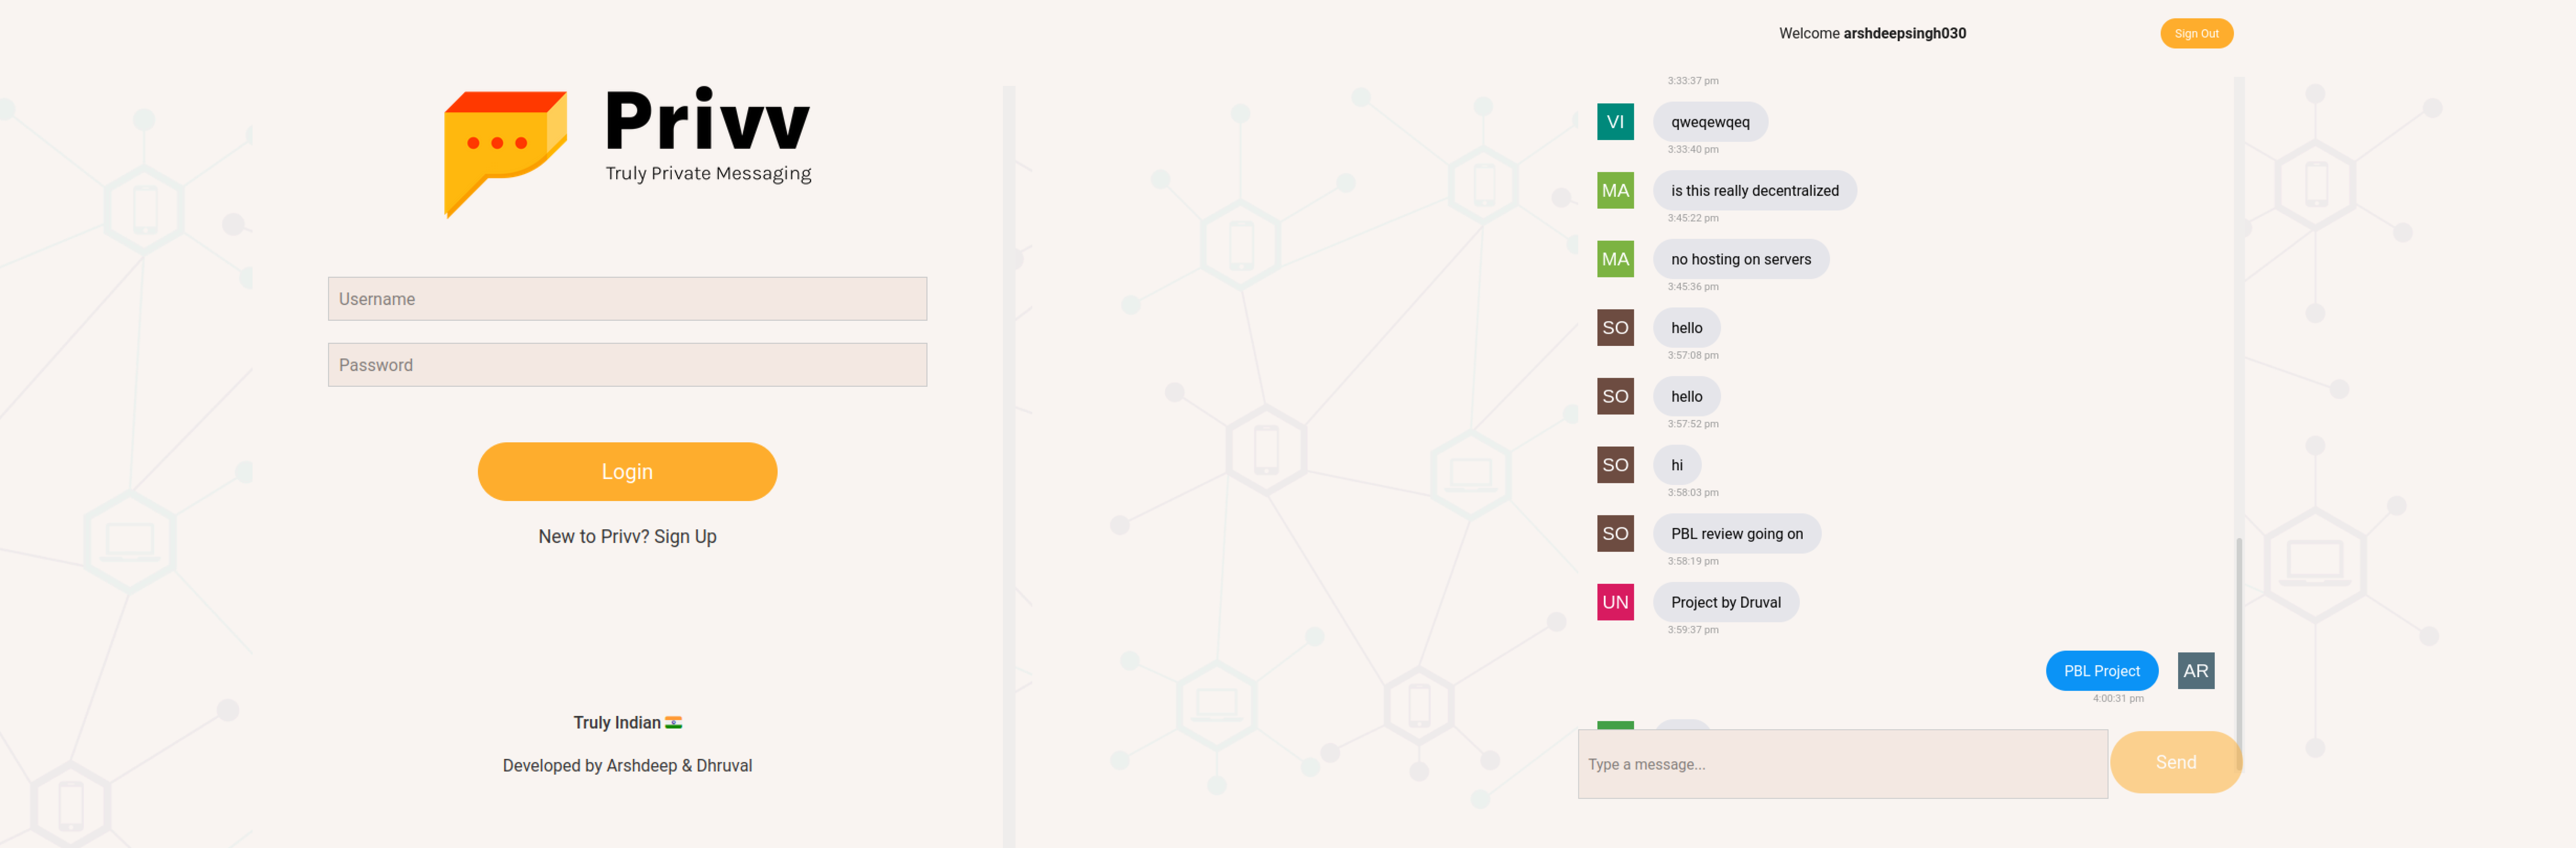 Privv
Truly Private Messaging
Username
Password
Login
New to Privv? Sign Up
Truly Indian 🇮🇳
Developed by Arshdeep & Dhruval
Welcome arshdeepsingh030
Sign Out
3:33:37 pm
VI
qweqewqeq
3:33:40 pm
MA
is this really decentralized
3:45:22 pm
MA
no hosting on servers
3:45:36 pm
SO
hello
3:57:08 pm
SO
hello
3:57:52 pm
SO
hi
3:58:03 pm
SO
PBL review going on
3:58:19 pm
UN
Project by Druval
3:59:37 pm
PBL Project
AR
4:00:31 pm
Type a message...
Send